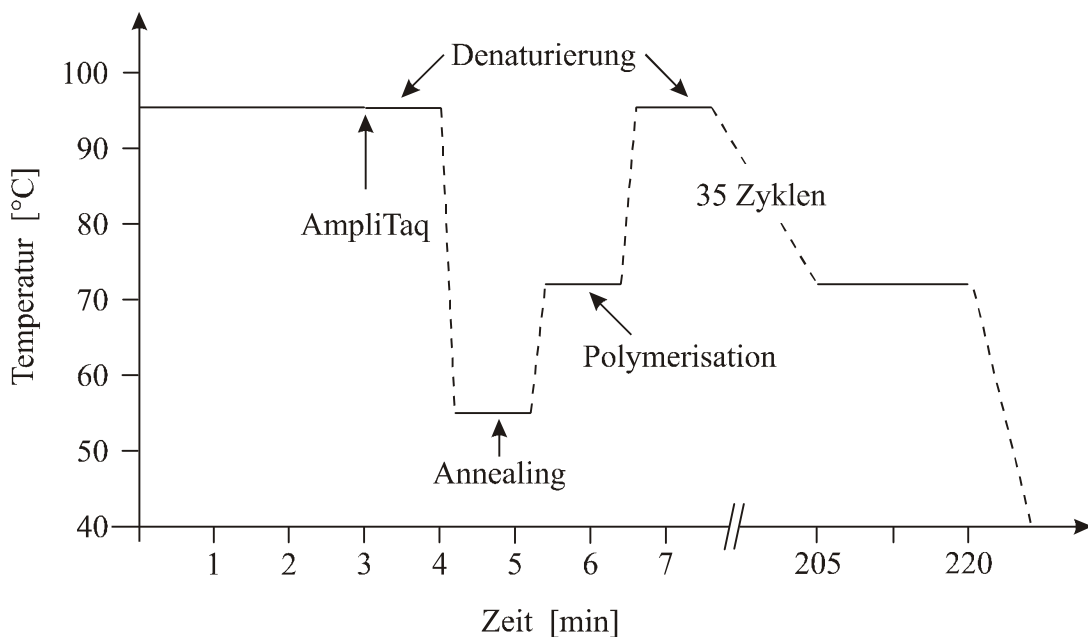 Denaturierung
100
90
35 Zyklen
80
AmpliTaq
70
Polymerisation
60
50
Annealing
40
1 2 3 4 5 6 7 205 220
Zeit [min]
Temperatur [°C]